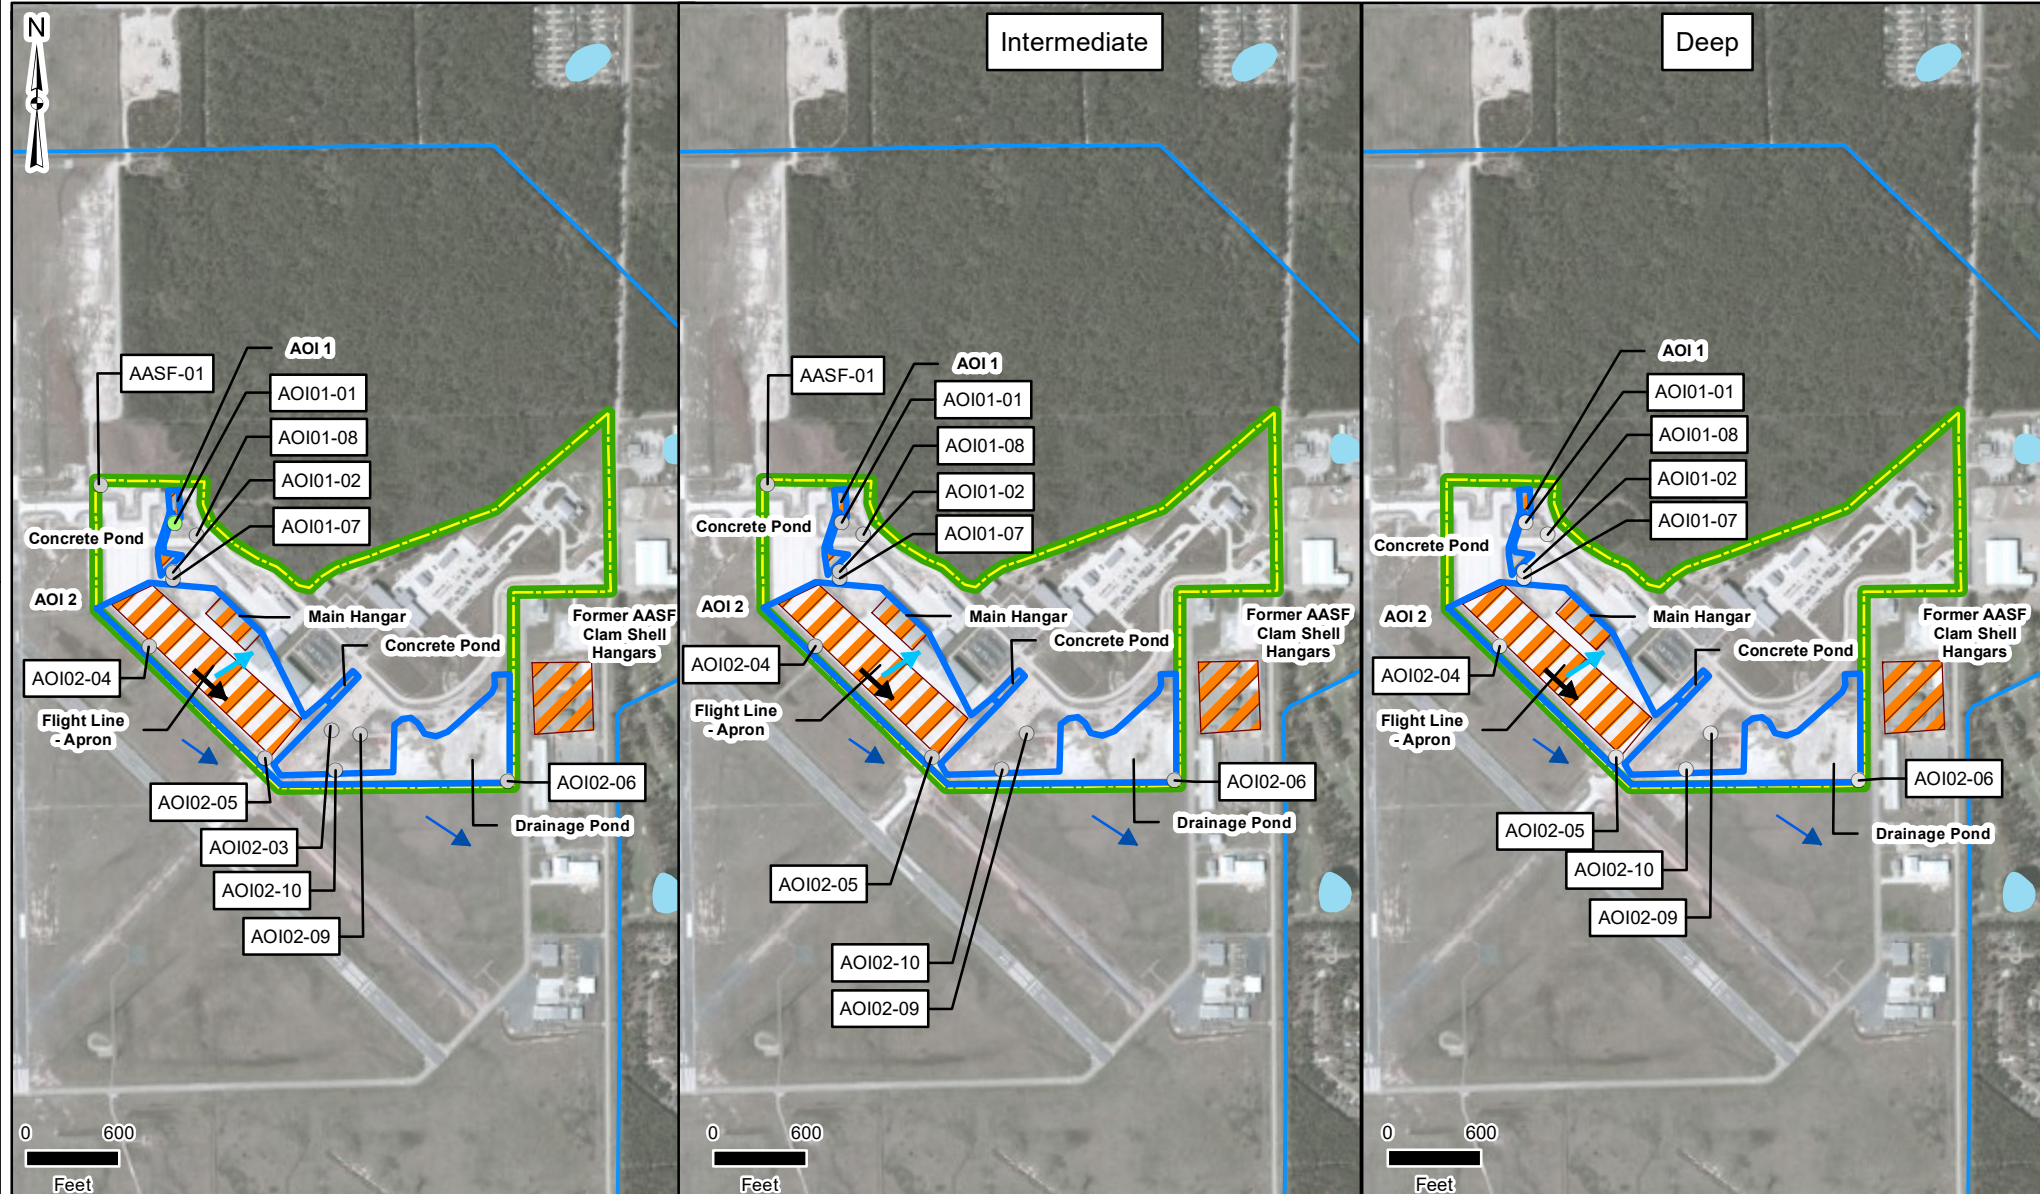 N
AOI 1
AASF-01
AOI01-01
AOI01-08
AOI01-02
AOI01-07
Concrete Pond
AOI 2
Main Hangar
Former AASF
Clam Shell
Hangars
Concrete Pond
AOI02-04
Flight Line
- Apron
AOI02-06
AOI02-05
Drainage Pond
AOI02-03
AOI02-10
AOI02-09
0 600
Feet
Intermediate
AOI 1
AASF-01
AOI01-01
AOI01-08
AOI01-02
AOI01-07
Concrete Pond
AOI 2
Main Hangar
Former AASF
Clam Shell
Hangars
Concrete Pond
AOI02-04
Flight Line
- Apron
AOI02-06
Drainage Pond
AOI02-05
AOI02-10
AOI02-09
0 600
Feet
Deep
AOI 1
AOI01-01
AOI01-08
AOI01-02
AOI01-07
Concrete Pond
AOI 2
Main Hangar
Former AASF
Clam Shell
Hangars
Concrete Pond
AOI02-04
Flight Line
- Apron
AOI02-06
AOI02-05
Drainage Pond
AOI02-10
AOI02-09
0 600
Feet